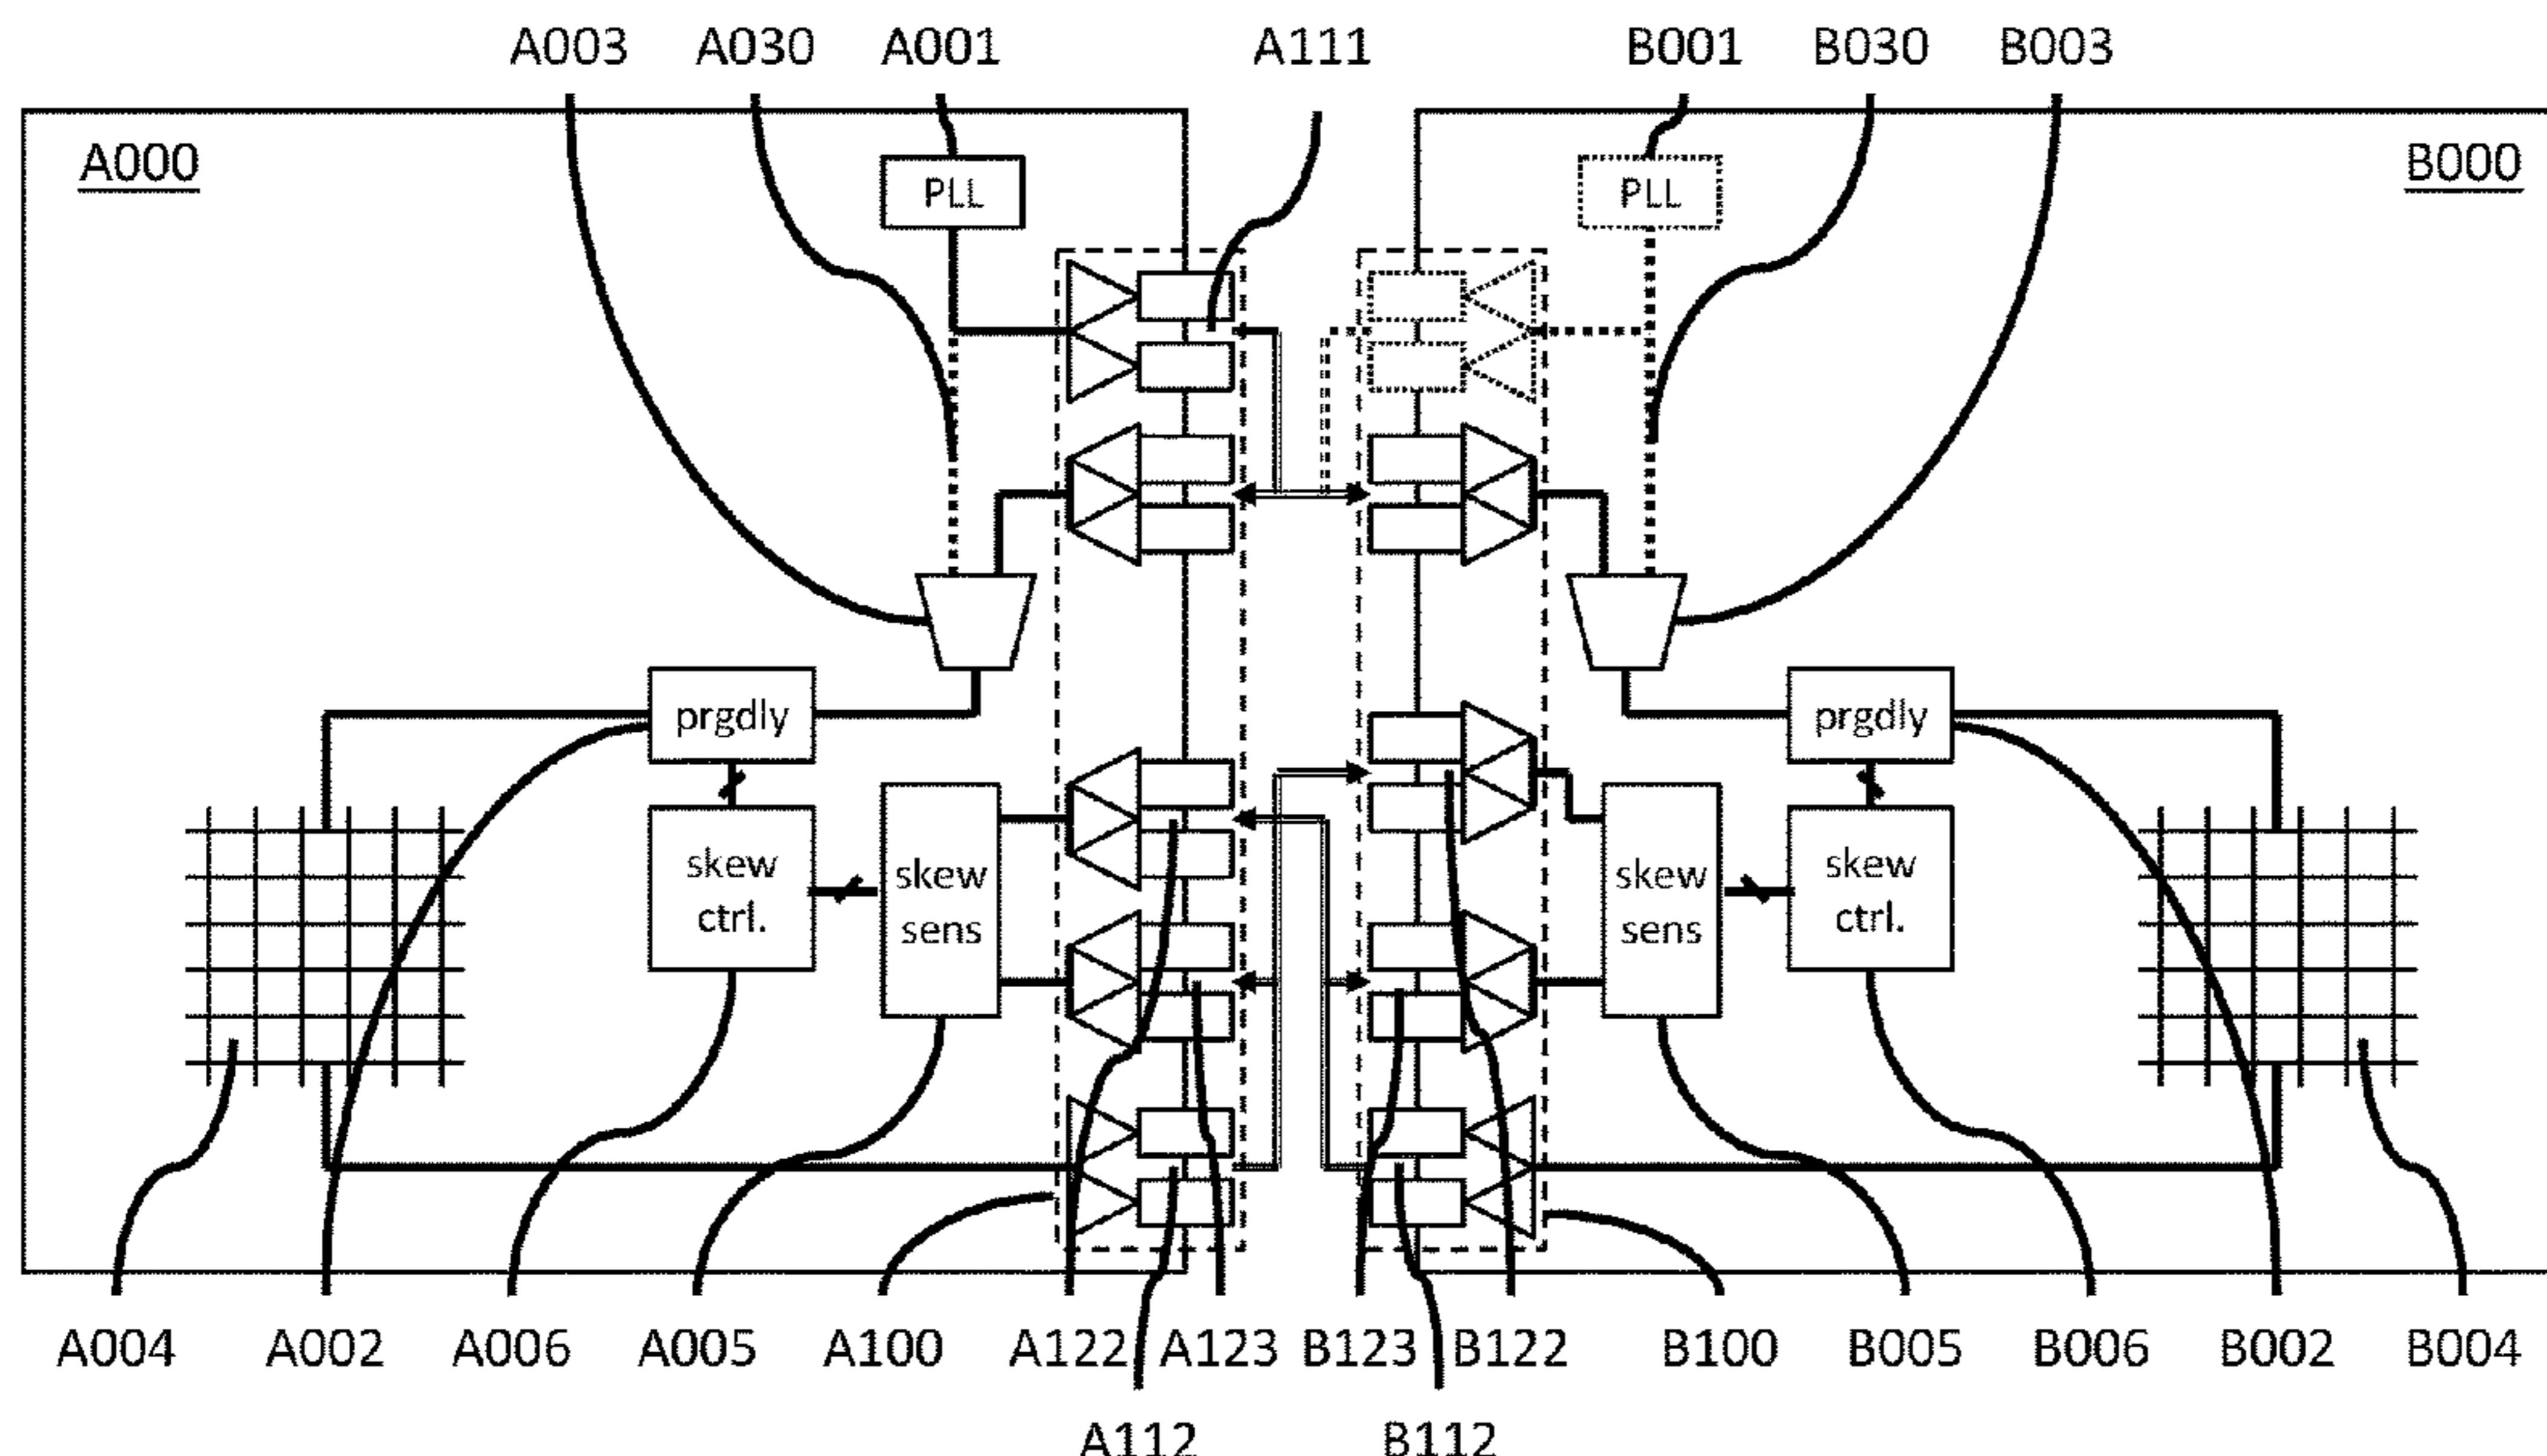 A003 A030 A001 A111 B001 B030 B003
A000 PLL PLL B000
prgdly prgdly
skew
ctrl.
skew
sens
skew
sens
skew
ctrl.
A004 A002 A006 A005 A100 A122 A123 B123 B122 B100 B005 B006 B002 B004
A112 B112